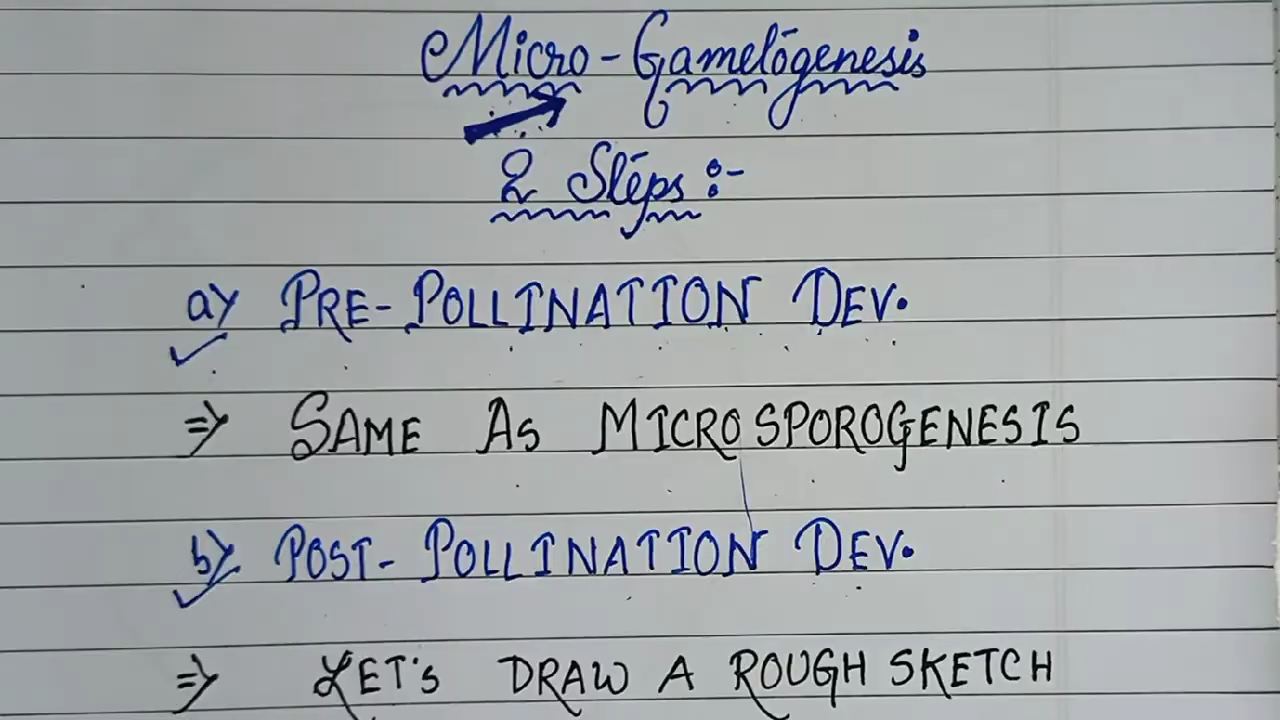 Micro-Gametogenesis
2 Steps :-
a) PRE-POLLINATION DEV.
⇒ SAME AS MICROSPOROGENESIS
b) POST-POLLINATION DEV.
⇒ LET'S DRAW A ROUGH SKETCH